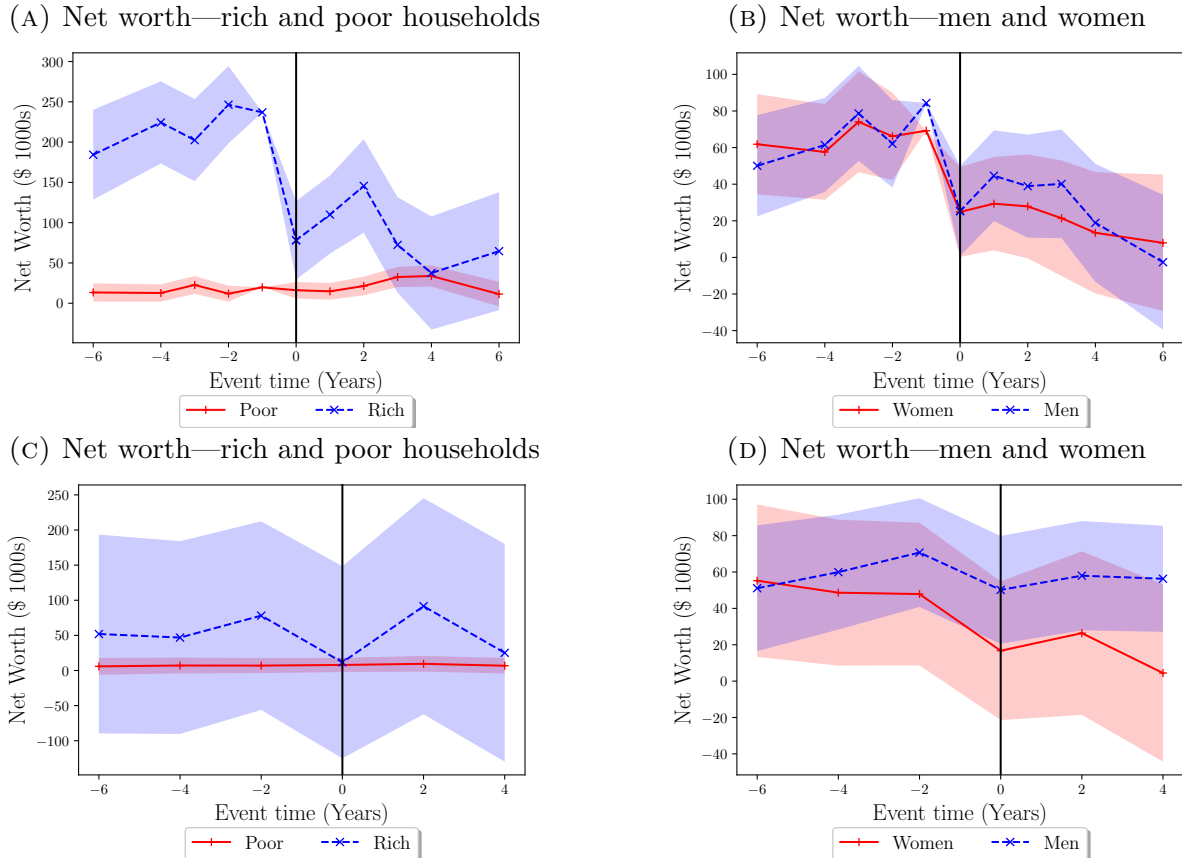 (A) Net worth—rich and poor households
300
250
200
150
100
50
0
Net Worth ($ 1000s)
−6 −4 −2 0 2 4 6
Event time (Years)
Poor Rich
(B) Net worth—men and women
100
80
60
40
20
0
−20
−40
Net Worth ($ 1000s)
−6 −4 −2 0 2 4 6
Event time (Years)
Women Men
(C) Net worth—rich and poor households
250
200
150
100
50
0
−50
−100
Net Worth ($ 1000s)
−6 −4 −2 0 2 4
Event time (Years)
Poor Rich
(D) Net worth—men and women
100
80
60
40
20
0
−20
−40
Net Worth ($ 1000s)
−6 −4 −2 0 2 4
Event time (Years)
Women Men